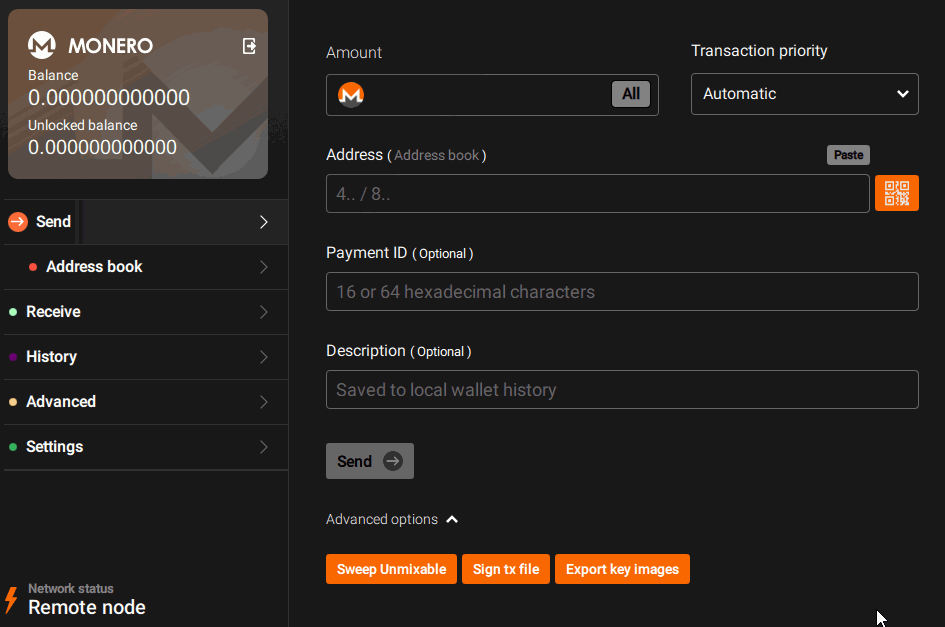 MONERO
Balance
0.000000000000
Unlocked balance
0.000000000000
Send
Address book
Receive
History
Advanced
Settings
Network status
Remote node
Amount
All
Transaction priority
Automatic
Address ( Address book )
Paste
4.. / 8..
Payment ID ( Optional )
16 or 64 hexadecimal characters
Description ( Optional )
Saved to local wallet history
Send
Advanced options
Sweep Unmixable
Sign tx file
Export key images